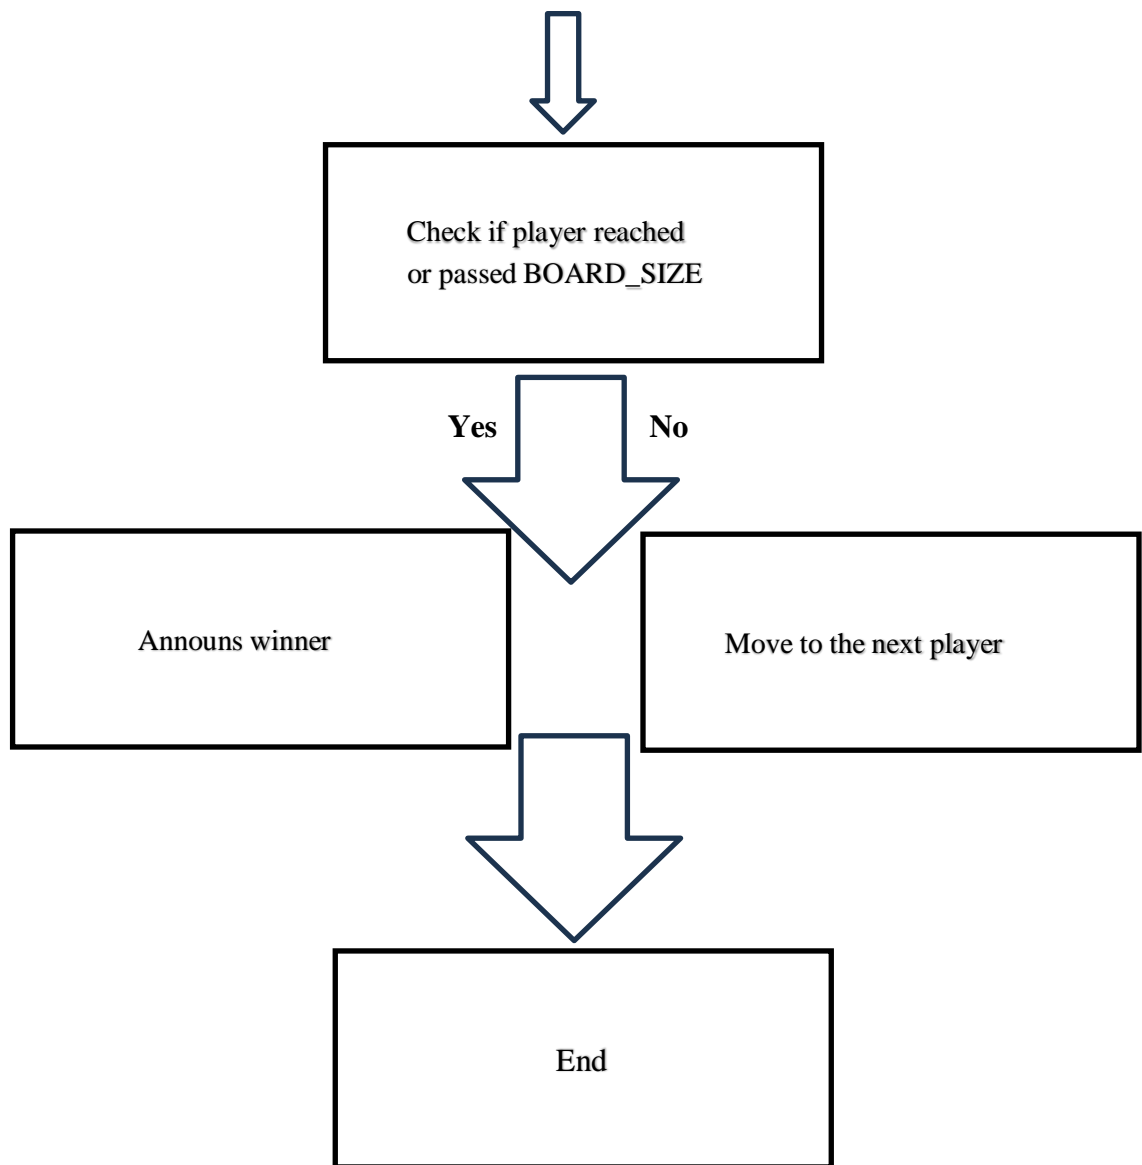 Check if player reached
or passed BOARD_SIZE
Yes
No
Announs winner
Move to the next player
End